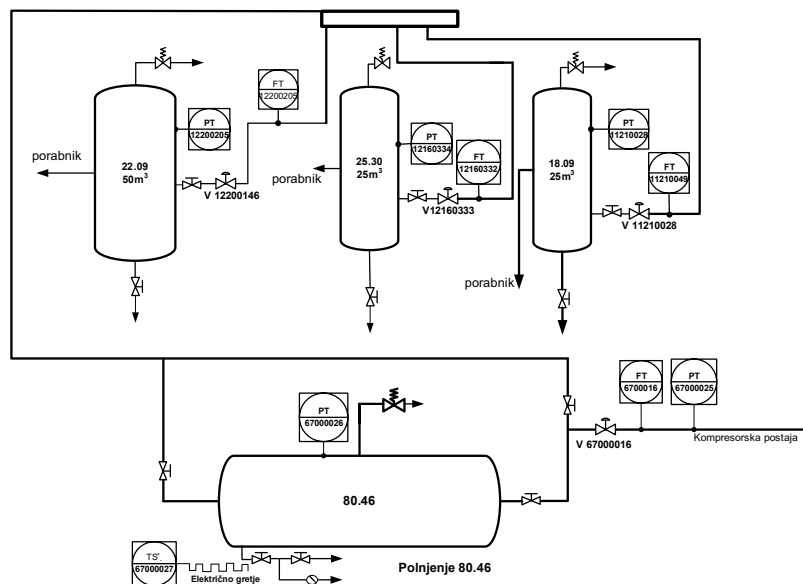 FT
12200205
PT
12200205
porabnik
22.09
50m³
V 12200146
25.30
25m³
PT
12160334
FT
12160332
porabnik
V12160333
18.09
25m³
PT
11210028
FT
11210049
V 11210028
porabnik
FT
6700016
PT
67000025
PT
67000026
V 67000016
Kompresorska postaja
80.46
TS⁺.
67000027
Električno gretje
Polnjenje 80.46